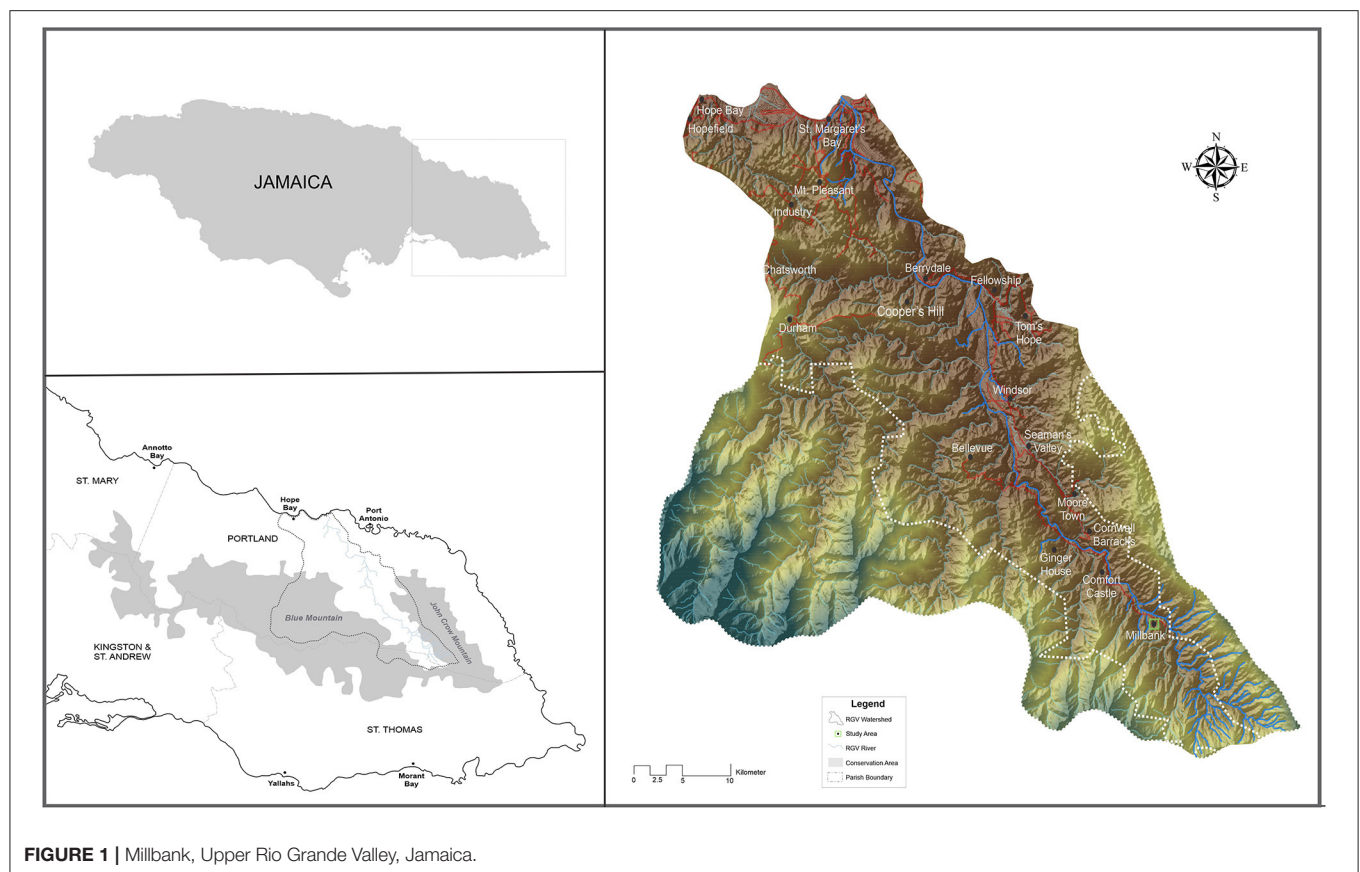 JAMAICA
Annotto
Bay
ST. MARY
Hope
Bay
Port
Antonio
PORTLAND
Blue Mountain
John Crow Mountain
KINGSTON &
ST. ANDREW
ST. THOMAS
Yallahs
Morant
Bay
Hope Bay
Hopefield
St. Margaret's
Bay
Mt. Pleasant
Industry
Chatsworth
Berrydale
Fellowship
Cooper's Hill
Durham
Tom's
Hope
Windsor
Seaman's
Valley
Bellevue
Moore
Town
Cornwall
Barracks
Ginger
House
Comfort
Castle
Millbank
N
W
E
S
Legend
RGV Watershed
Study Area
RGV River
Conservation Area
Parish Boundary
Kilometer
0 2.5 5 10
FIGURE 1 | Millbank, Upper Rio Grande Valley, Jamaica.